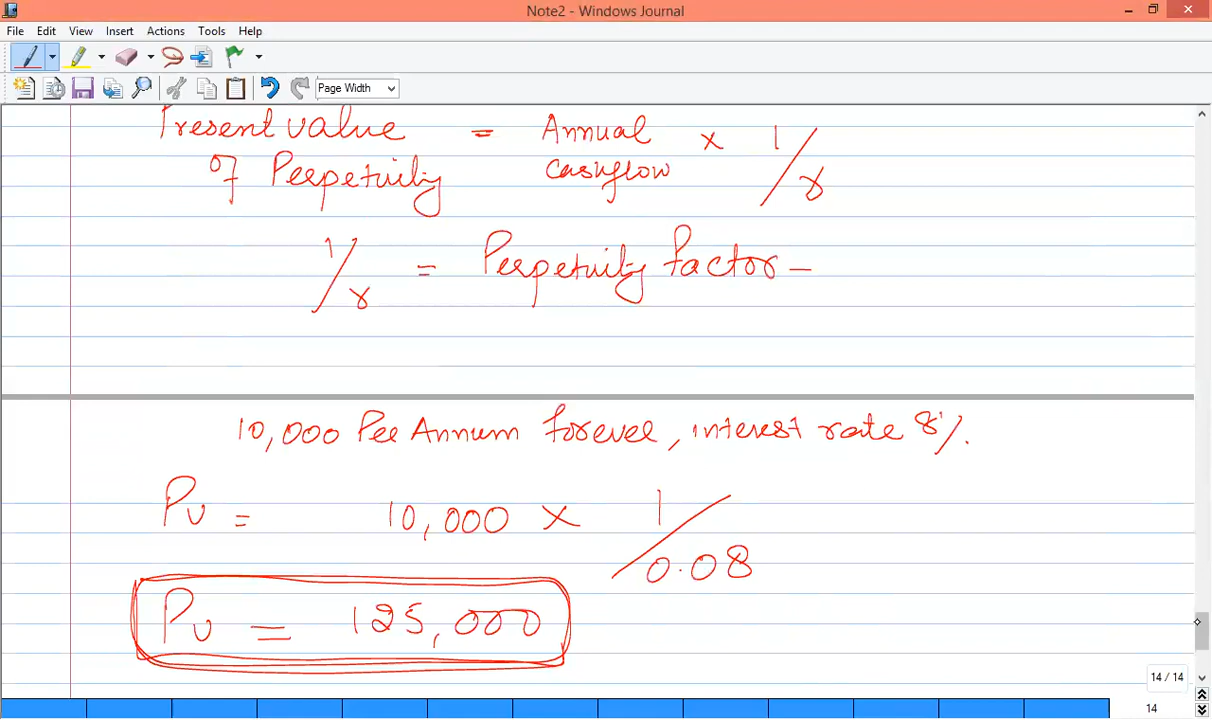 Note2 - Windows Journal
File Edit View Insert Actions Tools Help
Page Width
Present value = Annual × 1/r
of Perpetuity cashflow
1/r = Perpetuity factor -
10,000 Per Annum forever, interest rate 8%.
PV = 10,000 × 1/0.08
PV = 125,000
14 / 14
14